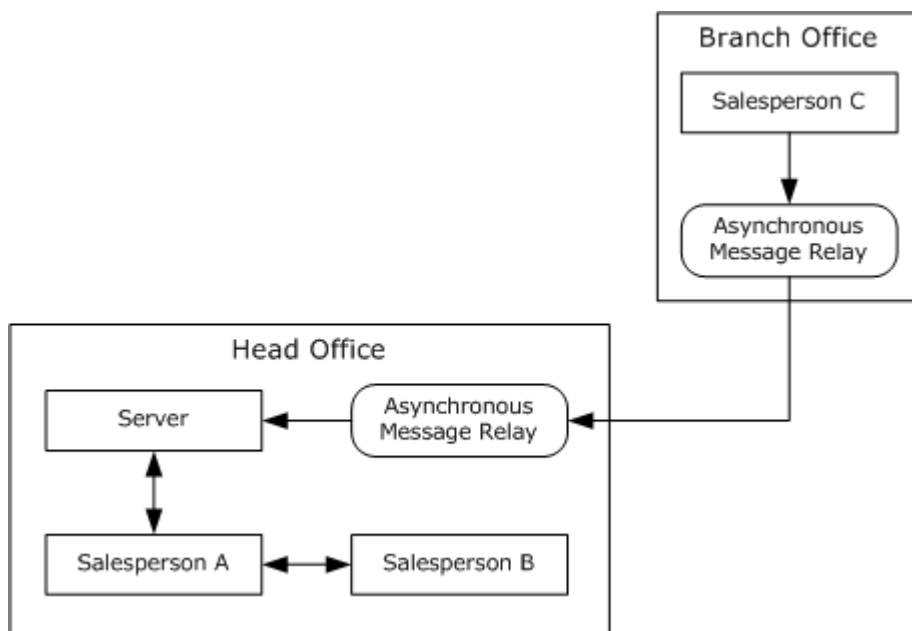 Branch Office
Salesperson C
Asynchronous
Message Relay
Head Office
Server
Asynchronous
Message Relay
Salesperson A
Salesperson B